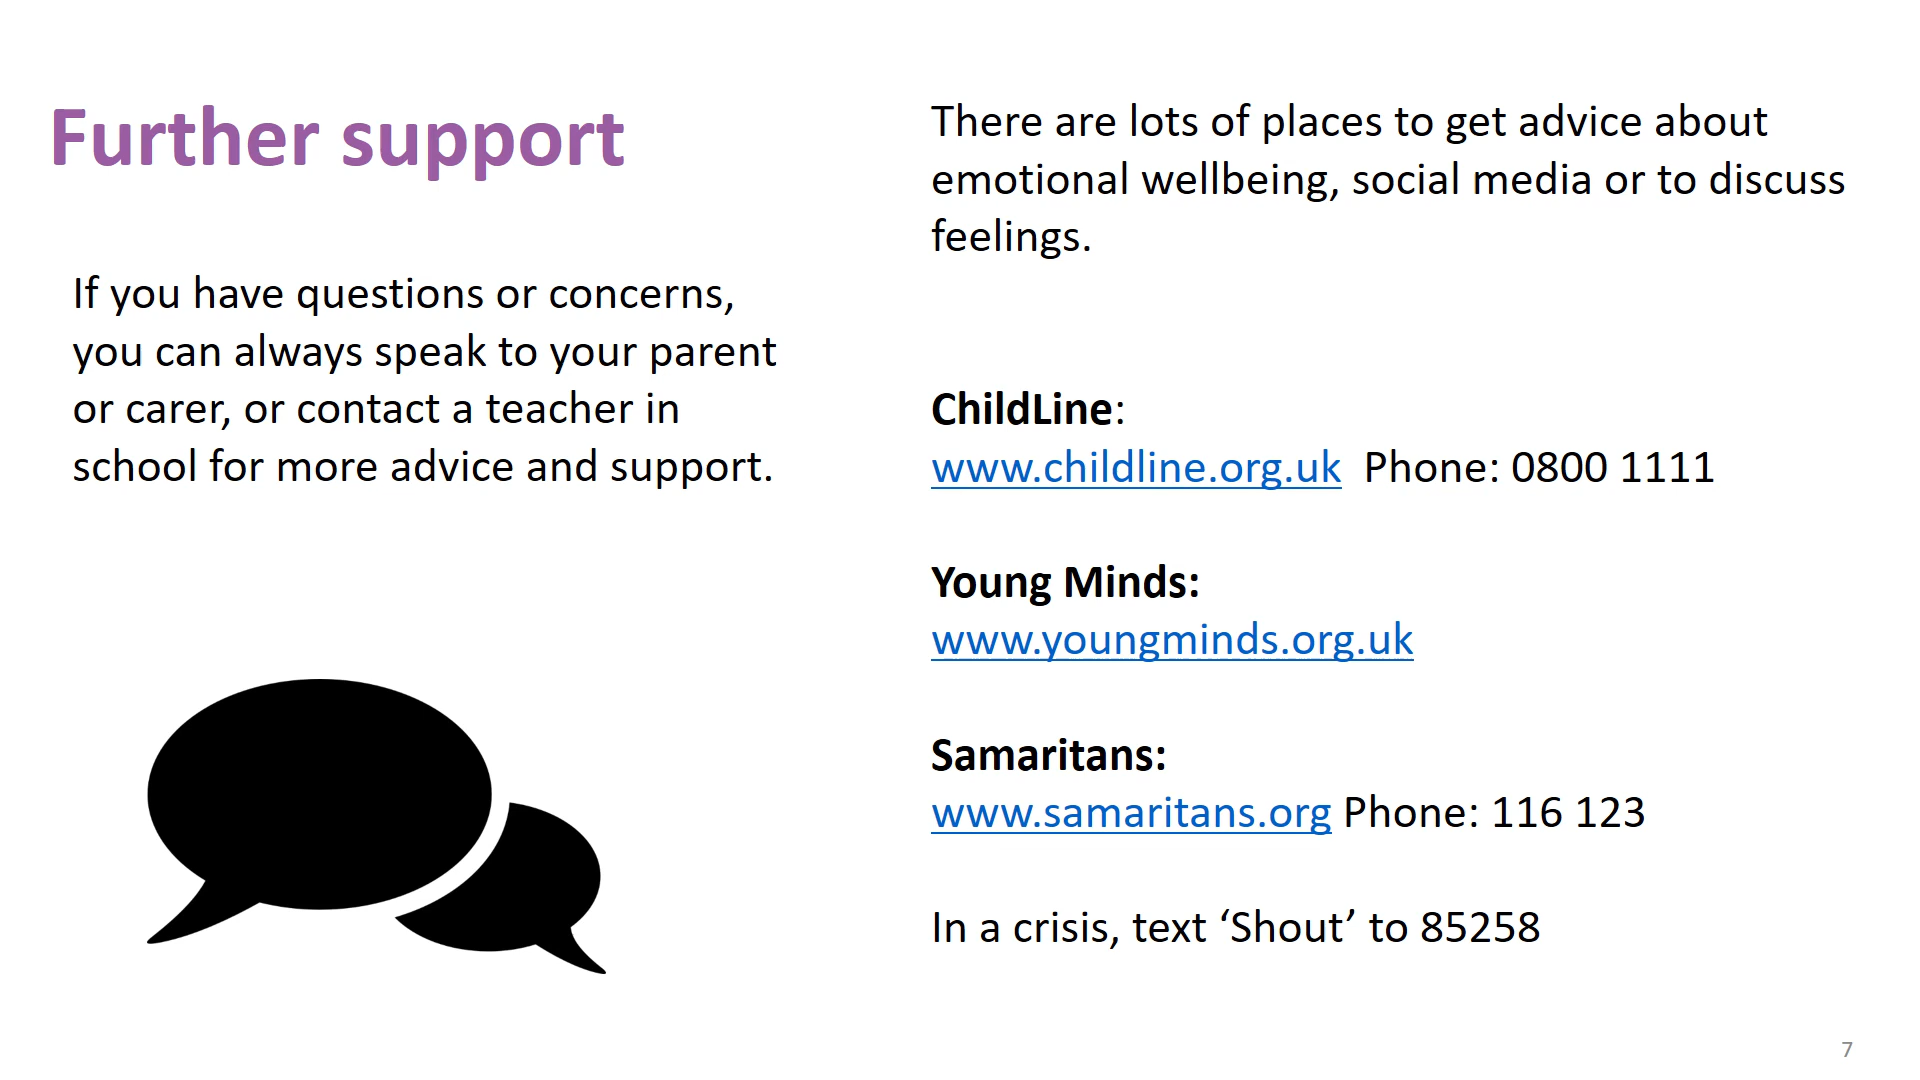 Further support
If you have questions or concerns,
you can always speak to your parent
or carer, or contact a teacher in
school for more advice and support.
There are lots of places to get advice about
emotional wellbeing, social media or to discuss
feelings.
ChildLine:
www.childline.org.uk  Phone: 0800 1111
Young Minds:
www.youngminds.org.uk
Samaritans:
www.samaritans.org Phone: 116 123
In a crisis, text ‘Shout’ to 85258
7